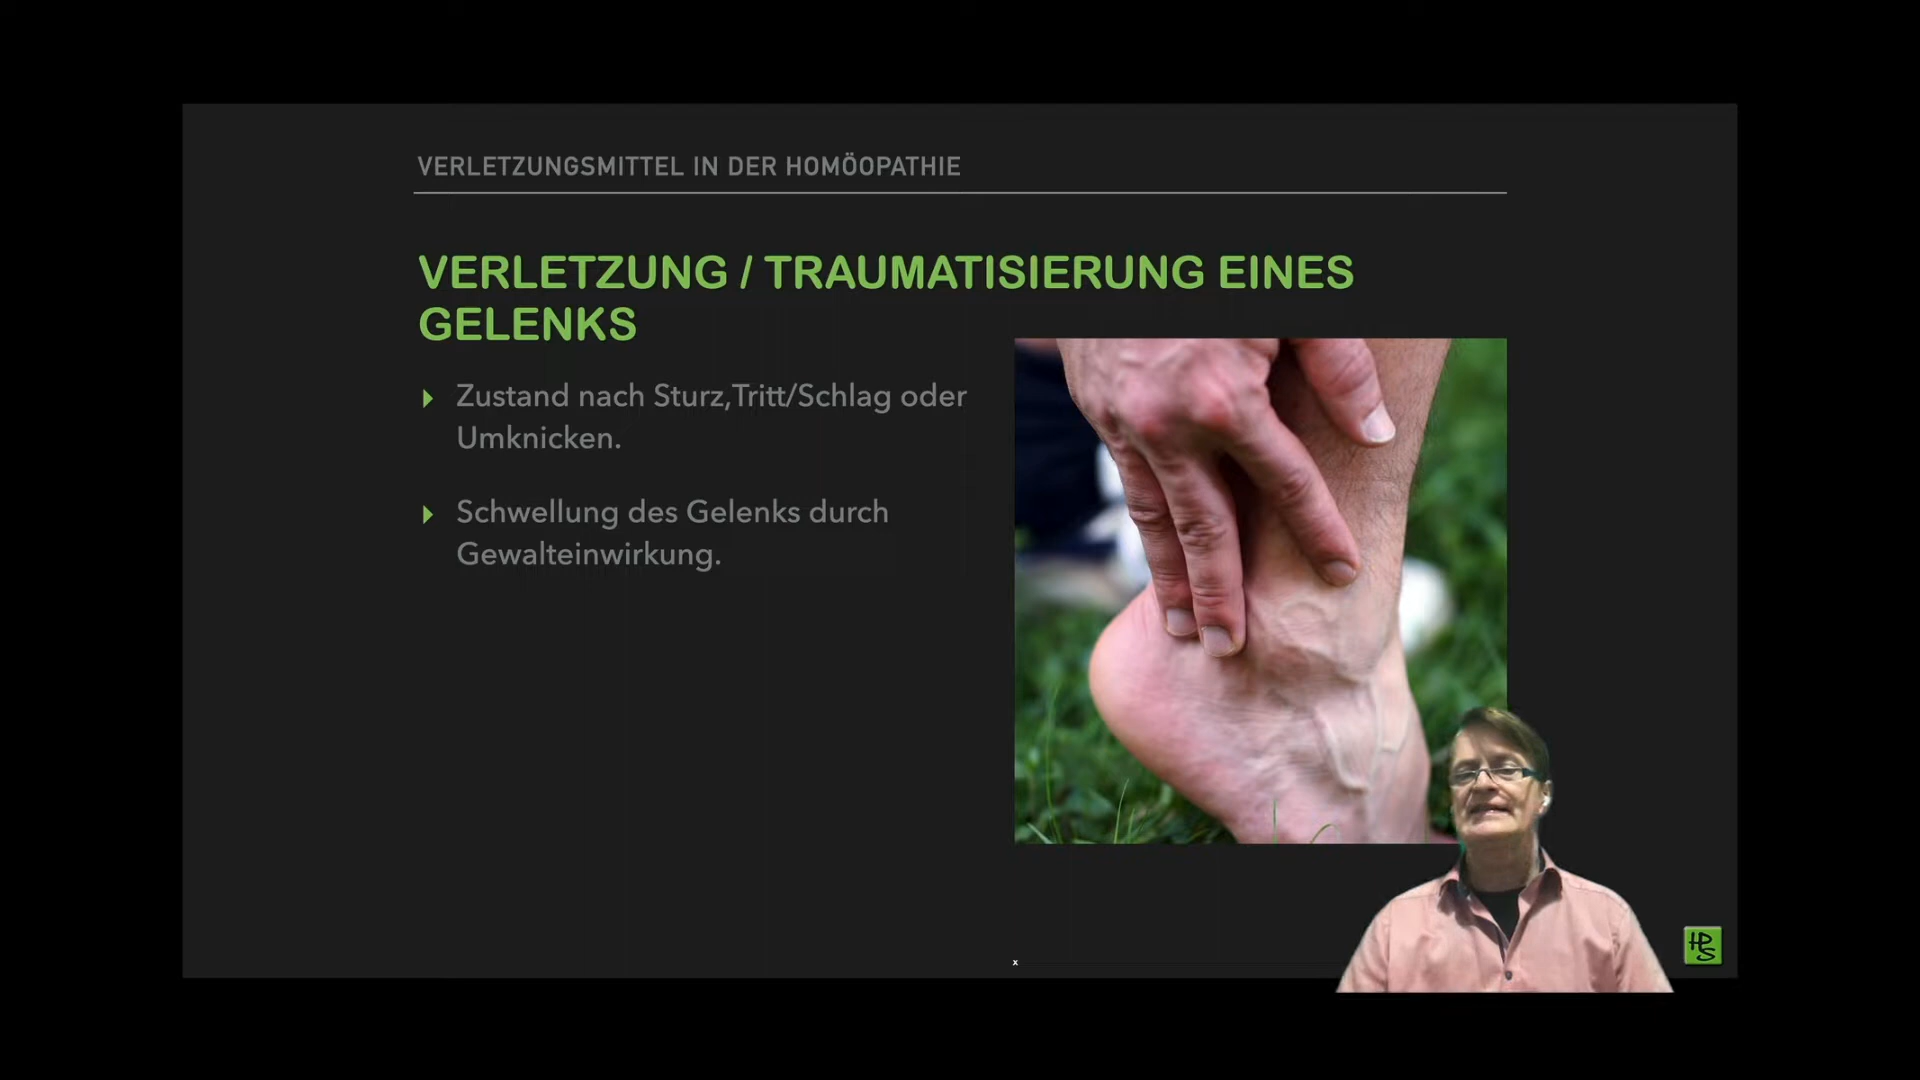 VERLETZUNGSMITTEL IN DER HOMÖOPATHIE
VERLETZUNG / TRAUMATISIERUNG EINES
GELENKS
Zustand nach Sturz,Tritt/Schlag oder
Umknicken.
Schwellung des Gelenks durch
Gewalteinwirkung.
x
HPS